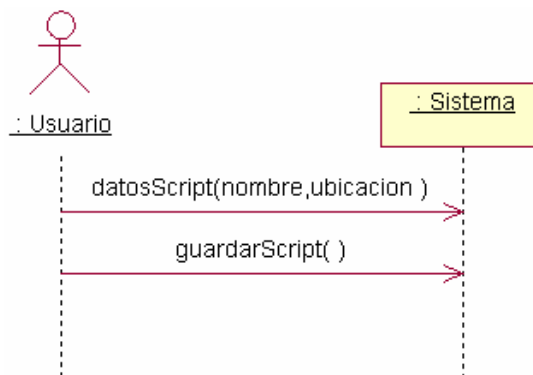 : Sistema
: Usuario
datosScript(nombre,ubicacion )
guardarScript( )